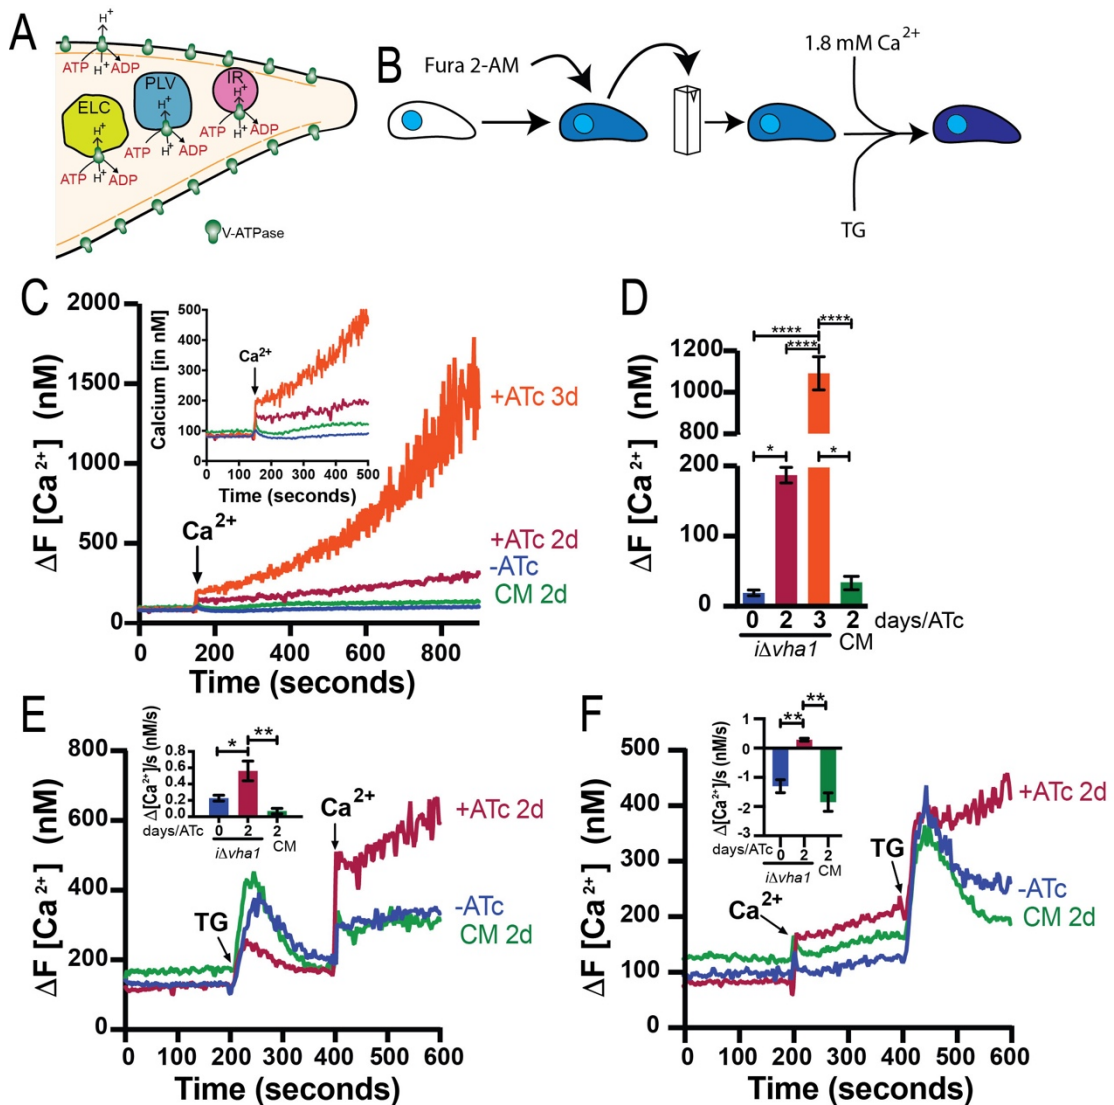 A
H⁺
ATP H⁺ ADP
ELC
H⁺
ATP H⁺ ADP
PLV
H⁺
ATP H⁺ ADP
IR
H⁺
ATP H⁺ ADP
V-ATPase
B
Fura 2-AM
1.8 mM Ca²⁺
TG
C
ΔF [Ca²⁺] (nM)
2000
1500
1000
500
0
0 200 400 600 800
Time (seconds)
Ca²⁺
+ATc 3d
+ATc 2d
-ATc
CM 2d
Calcium [in nM]
500
400
300
200
100
0
0 100 200 300 400 500
Time (seconds)
Ca²⁺
D
ΔF [Ca²⁺] (nM)
1200
1000
800
200
100
0
****
**** ****
* *
0 2 3 2 days/ATc
iΔvha1 CM
E
ΔF [Ca²⁺] (nM)
800
600
400
200
0
0 100 200 300 400 500 600
Time (seconds)
TG
Ca²⁺
+ATc 2d
-ATc
CM 2d
Δ[Ca²⁺]/s (nM/s)
0.8
0.6
0.4
0.2
0.0
* **
days/ATc 0 2 2
iΔvha1 CM
F
ΔF [Ca²⁺] (nM)
500
400
300
200
100
0
0 100 200 300 400 500 600
Time (seconds)
Ca²⁺
TG
+ATc 2d
-ATc
CM 2d
Δ[Ca²⁺]/s (nM/s)
1
0
-1
-2
-3
** **
days/ATc 0 2 2
iΔvha1 CM